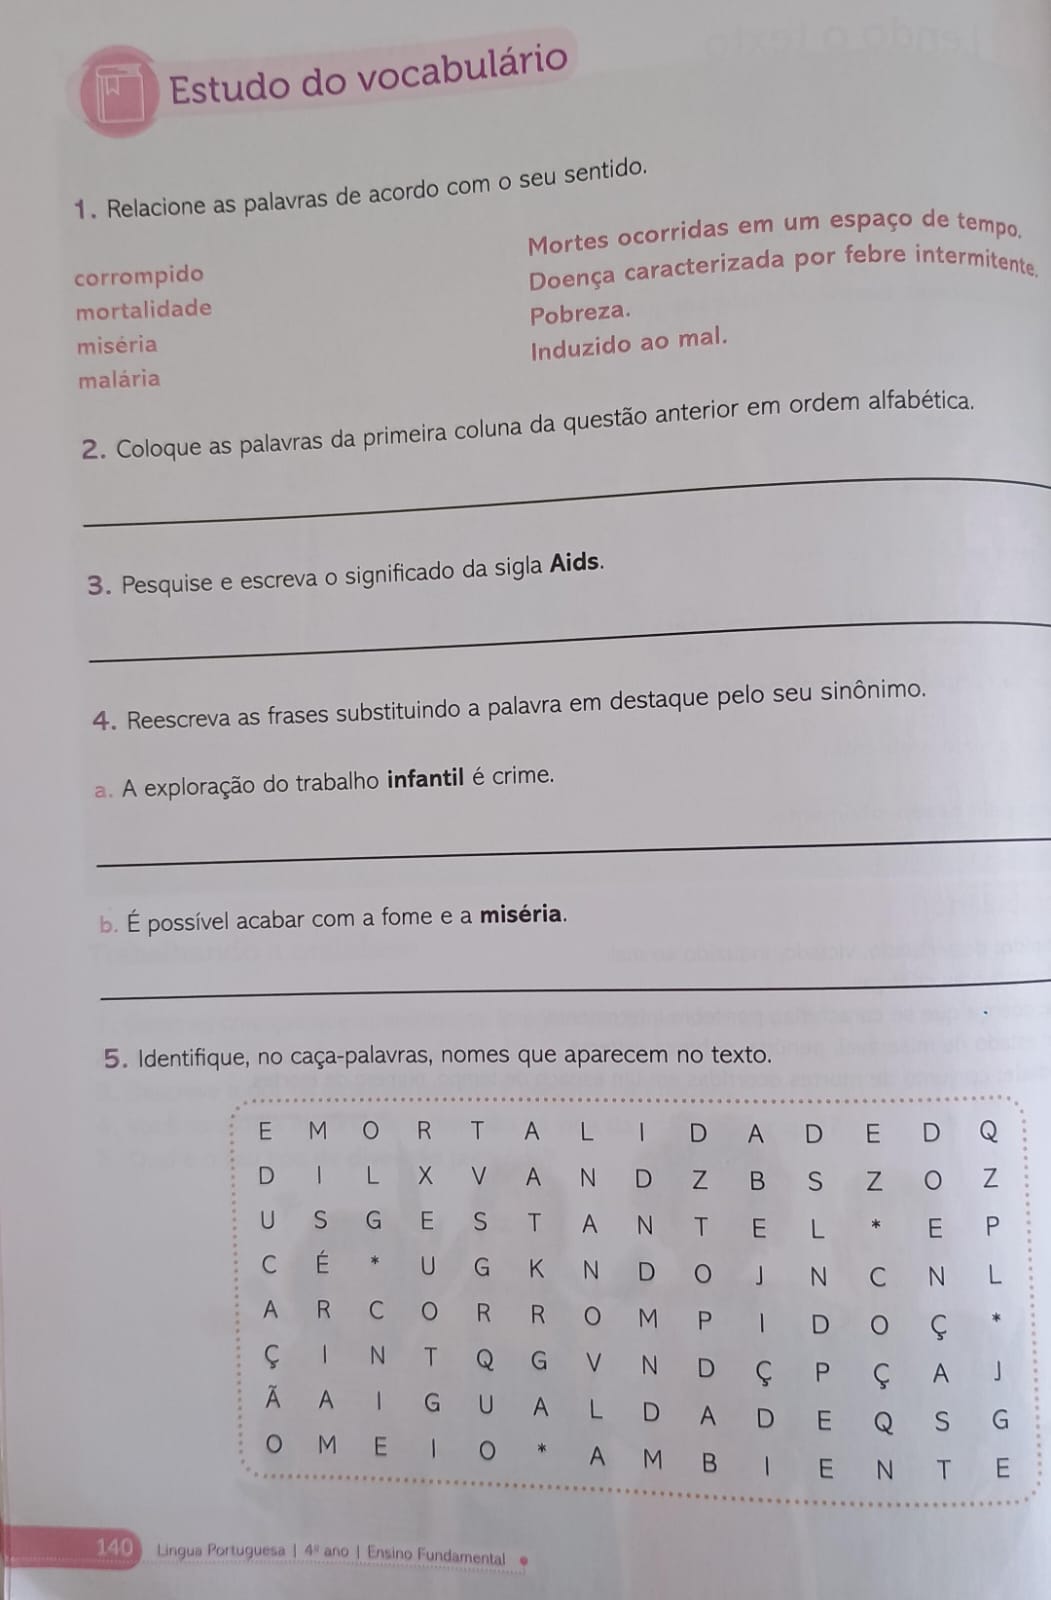 Estudo do vocabulário
1. Relacione as palavras de acordo com o seu sentido.
corrompido
mortalidade
miséria
malária
Mortes ocorridas em um espaço de tempo.
Doença caracterizada por febre intermitente.
Pobreza.
Induzido ao mal.
2. Coloque as palavras da primeira coluna da questão anterior em ordem alfabética.
3. Pesquise e escreva o significado da sigla Aids.
4. Reescreva as frases substituindo a palavra em destaque pelo seu sinônimo.
a. A exploração do trabalho infantil é crime.
b. É possível acabar com a fome e a miséria.
5. Identifique, no caça-palavras, nomes que aparecem no texto.
E M O R T A L I D A D E D Q
D I L X V A N D Z B S Z O Z
U S G E S T A N T E L * E P
C É * U G K N D O J N C N L
A R C O R R O M P I D O Ç *
Ç I N T Q G V N D Ç P Ç A J
Ã A I G U A L D A D E Q S G
O M E I O * A M B I E N T E
140 Língua Portuguesa | 4º ano | Ensino Fundamental